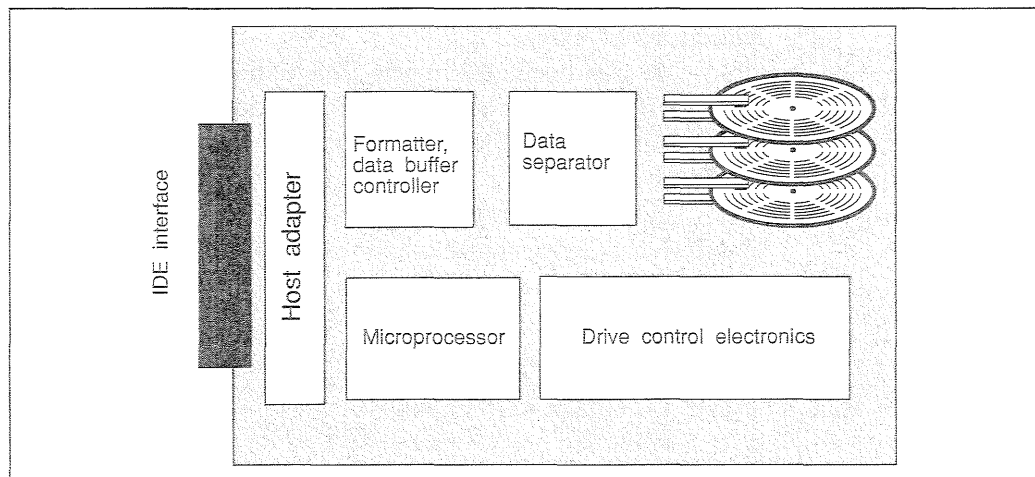 IDE interface
Host adapter
Formatter,
data buffer
controller
Data
separator
Microprocessor
Drive control electronics